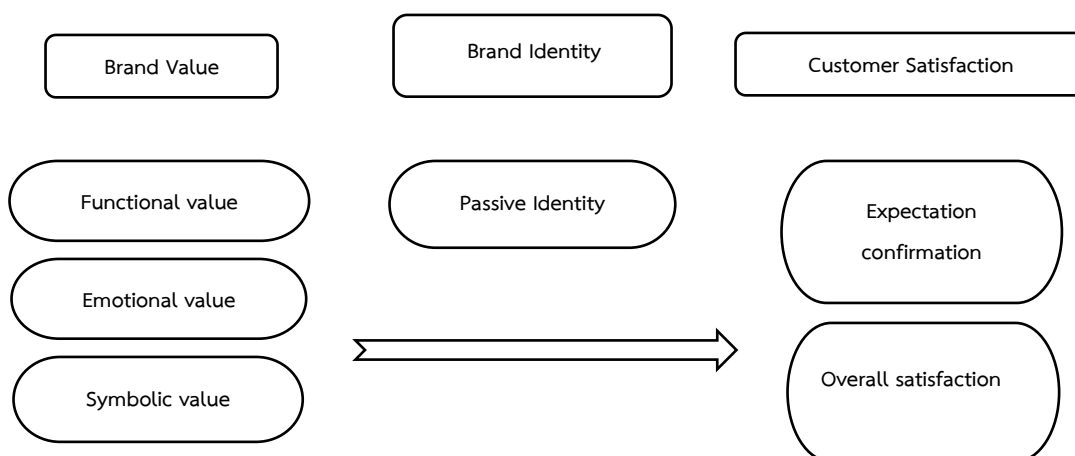 Brand Value
Brand Identity
Customer Satisfaction
Functional value
Passive Identity
Expectation
confirmation
Emotional value
Symbolic value
Overall satisfaction